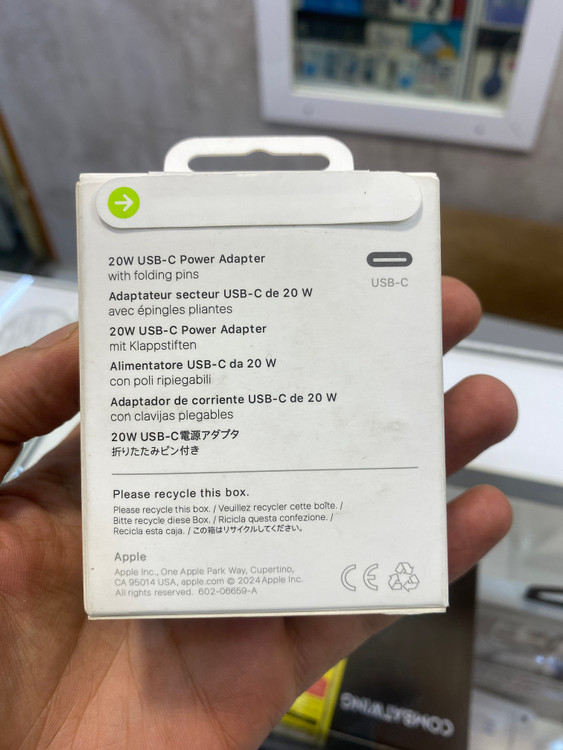 20W USB-C Power Adapter
with folding pins
USB-C
Adaptateur secteur USB-C de 20 W
avec épingles pliantes
20W USB-C Power Adapter
mit Klappstiften
Alimentatore USB-C da 20 W
con poli ripiegabili
Adaptador de corriente USB-C de 20 W
con clavijas plegables
20W USB-C電源アダプタ
折りたたみピン付き
Please recycle this box.
Please recycle this box. / Veuillez recycler cette boîte. /
Bitte recycle diese Box. / Ricicla questa confezione. /
Recicla esta caja. / この箱はリサイクルしてください。
Apple
Apple Inc., One Apple Park Way, Cupertino,
CA 95014 USA, apple.com © 2024 Apple Inc.
All rights reserved. 602-06659-A
CE
COMBATWING